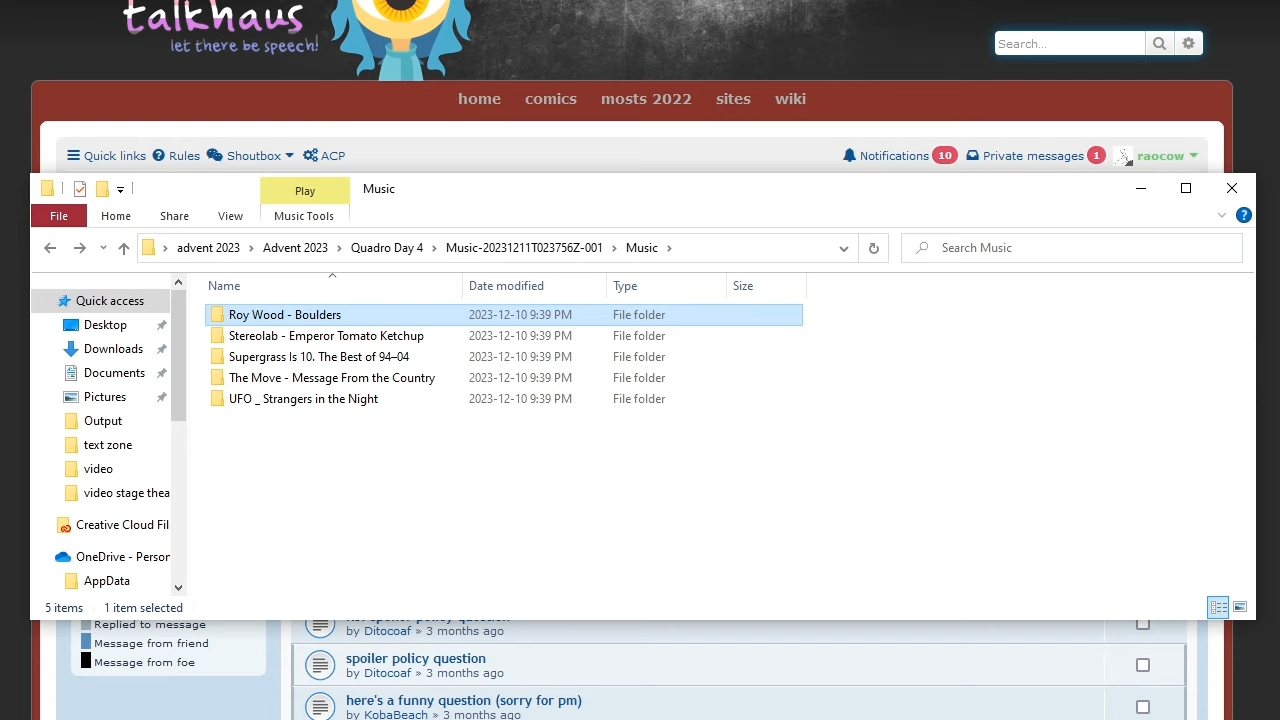 talkhaus
let there be speech!
Search...
home comics mosts 2022 sites wiki
Quick links Rules Shoutbox ACP Notifications 10 Private messages 1 raocow
Play Music
File Home Share View Music Tools
advent 2023 Advent 2023 Quadro Day 4 Music-20231211T023756Z-001 Music Search Music
Name Date modified Type Size
Quick access
Desktop
Downloads
Documents
Pictures
Output
text zone
video
video stage thea
Creative Cloud Fil
OneDrive - Person
AppData
Roy Wood - Boulders 2023-12-10 9:39 PM File folder
Stereolab - Emperor Tomato Ketchup 2023-12-10 9:39 PM File folder
Supergrass Is 10. The Best of 94–04 2023-12-10 9:39 PM File folder
The Move - Message From the Country 2023-12-10 9:39 PM File folder
UFO _ Strangers in the Night 2023-12-10 9:39 PM File folder
5 items 1 item selected
Replied to message
Message from friend
Message from foe
spoiler policy question
by Ditocoaf » 3 months ago
spoiler policy question
by Ditocoaf » 3 months ago
here's a funny question (sorry for pm)
by KobaBeach » 3 months ago